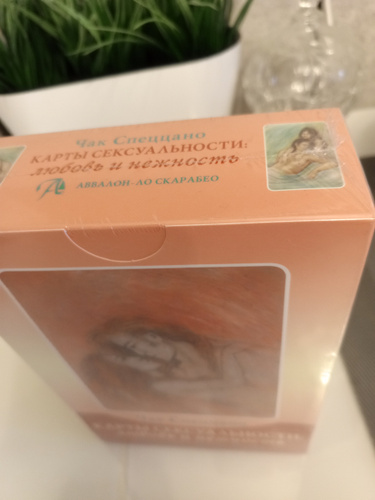 Чак Спеццано
КАРТЫ СЕКСУАЛЬНОСТИ:
любовь и нежность
АВВАЛОН-ЛО СКАРАБЕО